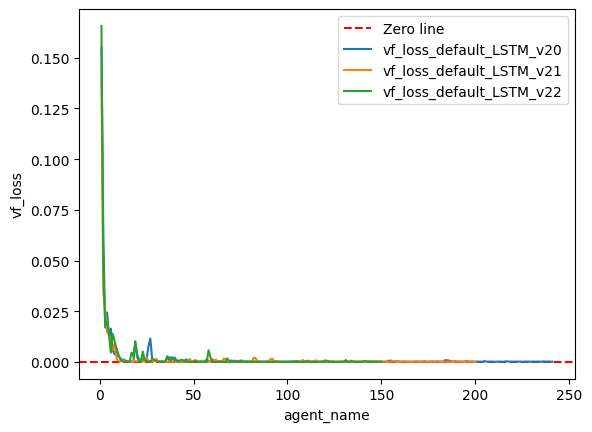 Zero line
vf_loss_default_LSTM_v20
vf_loss_default_LSTM_v21
vf_loss_default_LSTM_v22
vf_loss
0.150
0.125
0.100
0.075
0.050
0.025
0.000
0 50 100 150 200 250
agent_name